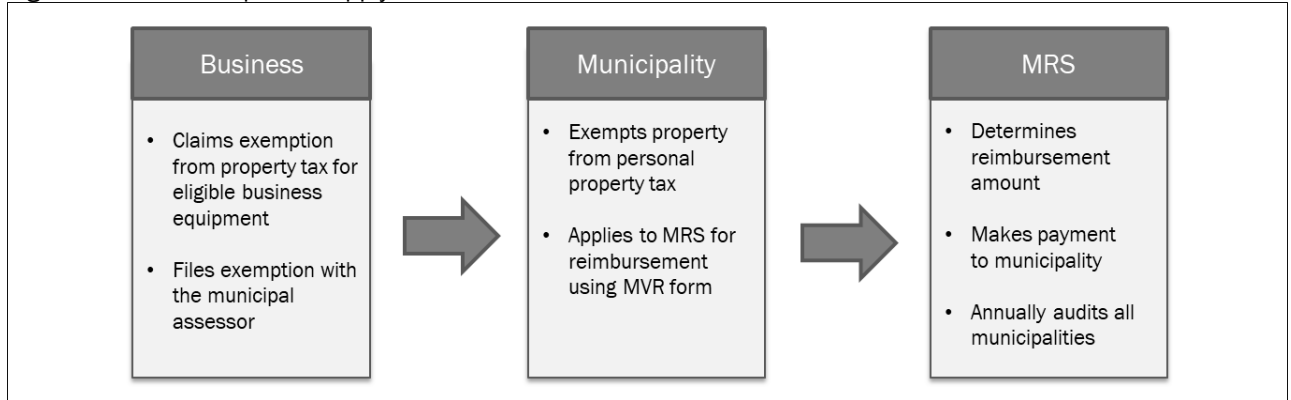 Business
• Claims exemption
from property tax for
eligible business
equipment
• Files exemption with
the municipal
assessor
Municipality
• Exempts property
from personal
property tax
• Applies to MRS for
reimbursement
using MVR form
MRS
• Determines
reimbursement
amount
• Makes payment
to municipality
• Annually audits all
municipalities